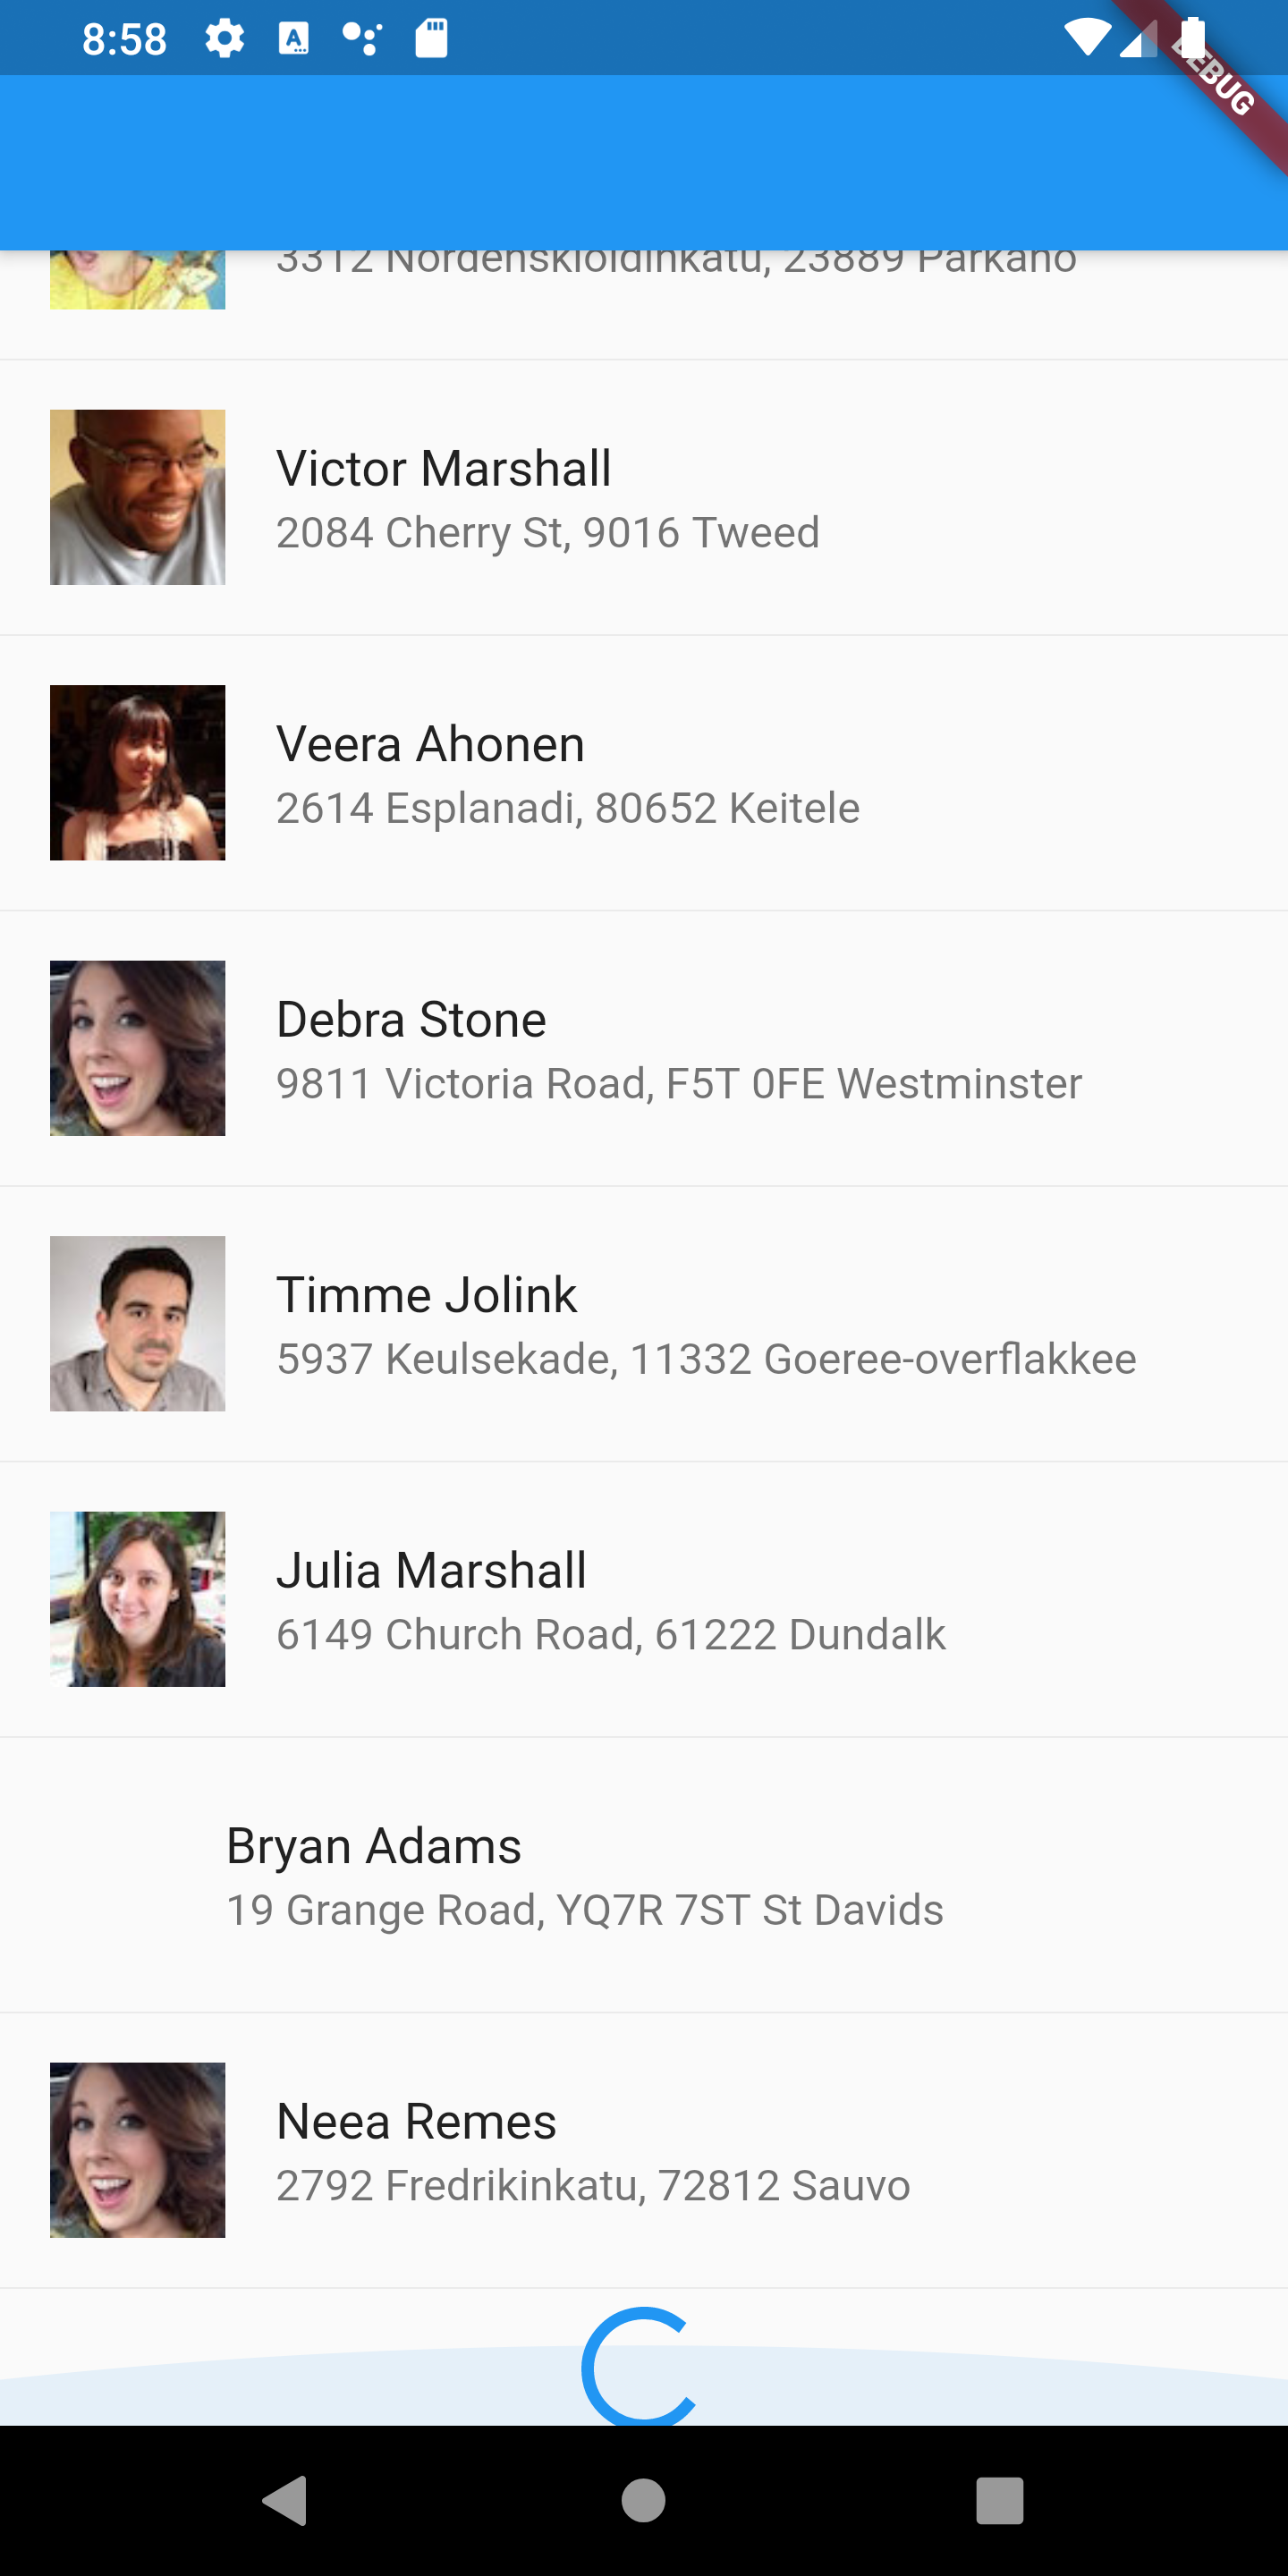 8:58
DEBUG
3312 Nordenskiöldinkatu, 23889 Parkano
Victor Marshall
2084 Cherry St, 9016 Tweed
Veera Ahonen
2614 Esplanadi, 80652 Keitele
Debra Stone
9811 Victoria Road, F5T 0FE Westminster
Timme Jolink
5937 Keulsekade, 11332 Goeree-overflakkee
Julia Marshall
6149 Church Road, 61222 Dundalk
Bryan Adams
19 Grange Road, YQ7R 7ST St Davids
Neea Remes
2792 Fredrikinkatu, 72812 Sauvo